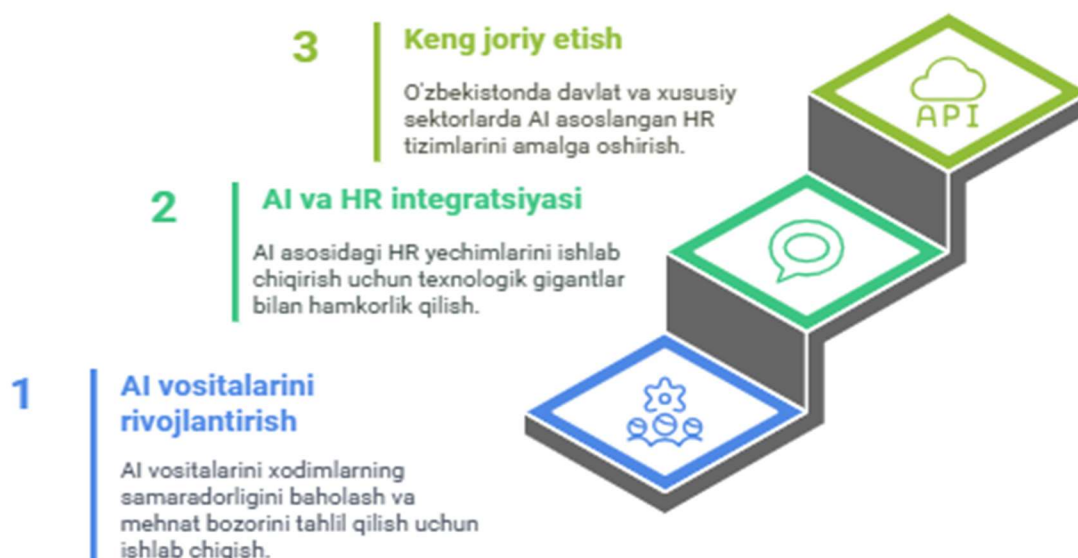 3
Keng joriy etish
O'zbekistonda davlat va xususiy
sektorlarda AI asoslangan HR
tizimlarini amalga oshirish.
API
2
AI va HR integratsiyasi
AI asosidagi HR yechimlarini ishlab
chiqirish uchun texnologik gigantlar
bilan hamkorlik qilish.
1
AI vositalarini
rivojlantirish
AI vositalarini xodimlarning
samaradorligini baholash va
mehnat bozorini tahlil qilish uchun
ishlab chiqish.